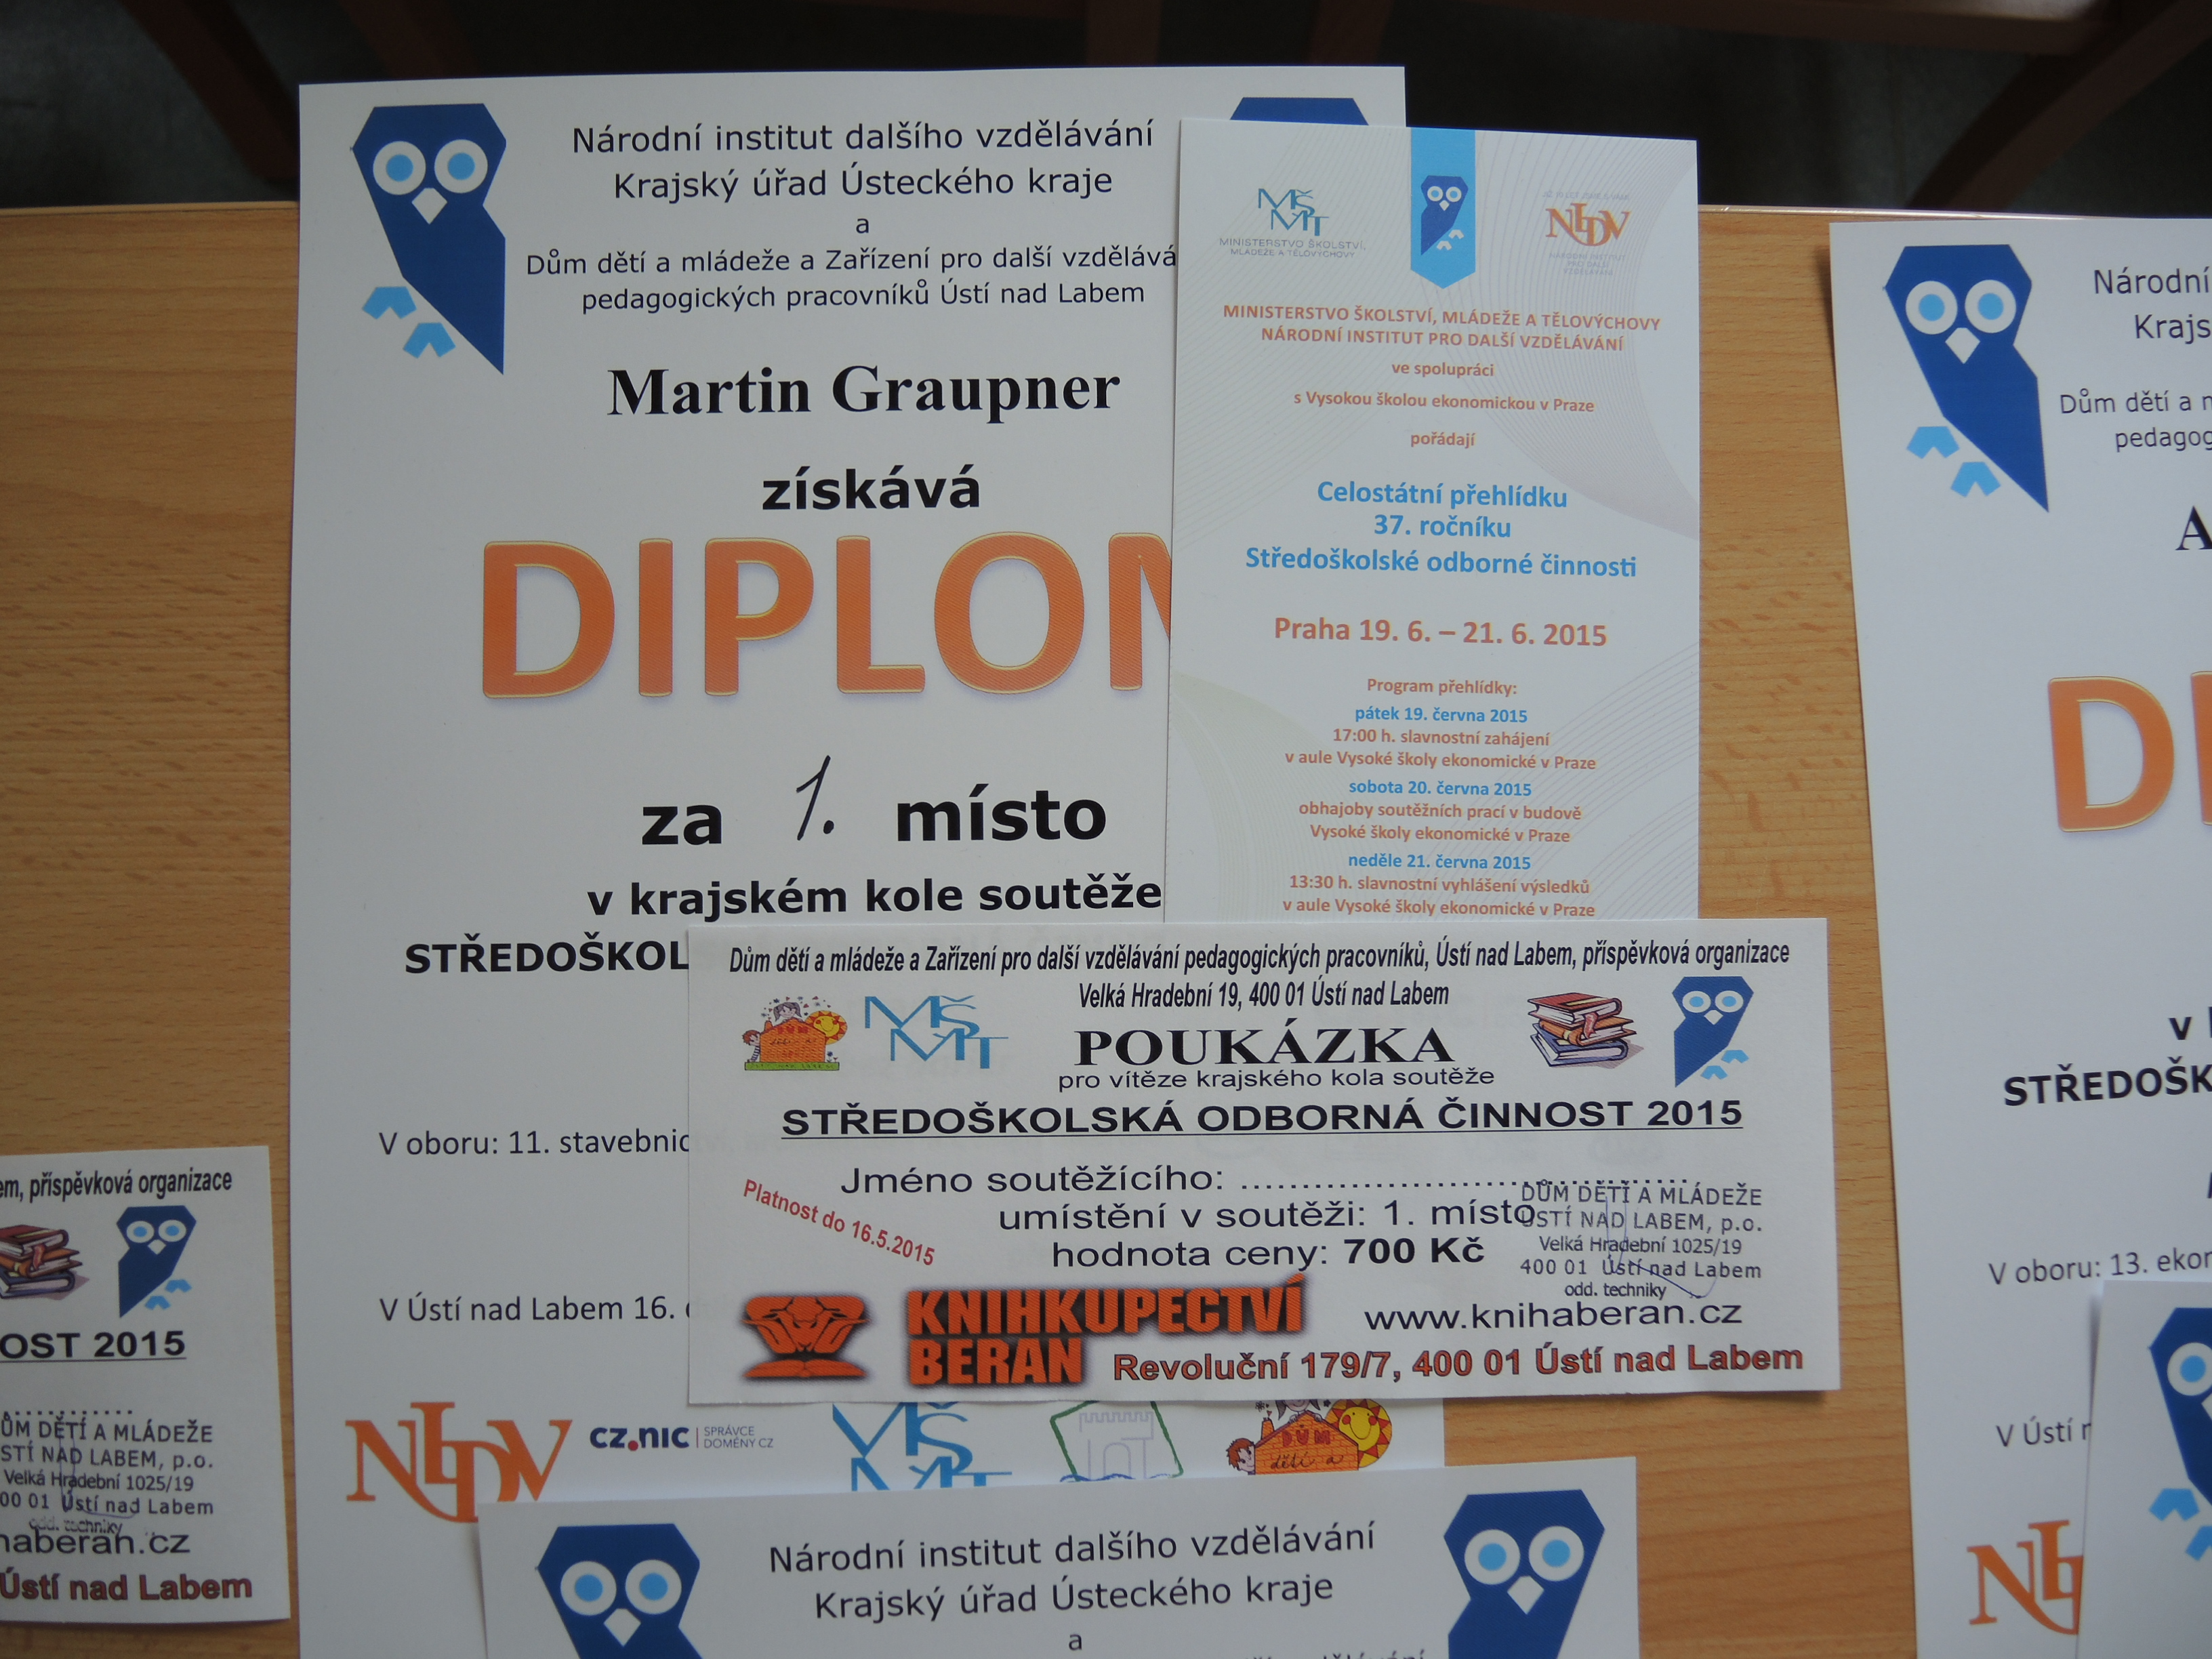 Národní institut dalšího vzdělávání
Krajský úřad Ústeckého kraje
a
Dům dětí a mládeže a Zařízení pro další vzdělává
pedagogických pracovníků Ústí nad Labem
Martin Graupner
získává
DIPLOM
za 1. místo
v krajském kole soutěže
STŘEDOŠKOL
V oboru: 11. stavebnic
V Ústí nad Labem 16.
NIDV
CZ.NIC | SPRÁVCE
DOMÉNY CZ
MŠMT
DŮM
dětí a
MŠMT
MINISTERSTVO ŠKOLSTVÍ,
MLÁDEŽE A TĚLOVÝCHOVY
NIDV
MINISTERSTVO ŠKOLSTVÍ, MLÁDEŽE A TĚLOVÝCHOVY
NÁRODNÍ INSTITUT PRO DALŠÍ VZDĚLÁVÁNÍ
ve spolupráci
s Vysokou školou ekonomickou v Praze
pořádají
Celostátní přehlídku
37. ročníku
Středoškolské odborné činnosti
Praha 19. 6. – 21. 6. 2015
Program přehlídky:
pátek 19. června 2015
17:00 h. slavnostní zahájení
v aule Vysoké školy ekonomické v Praze
sobota 20. června 2015
obhajoby soutěžních prací v budově
Vysoké školy ekonomické v Praze
neděle 21. června 2015
13:30 h. slavnostní vyhlášení výsledků
v aule Vysoké školy ekonomické v Praze
Dům dětí a mládeže a Zařízení pro další vzdělávání pedagogických pracovníků, Ústí nad Labem, příspěvková organizace
Velká Hradební 19, 400 01 Ústí nad Labem
MŠMT
POUKÁZKA
pro vítěze krajského kola soutěže
STŘEDOŠKOLSKÁ ODBORNÁ ČINNOST 2015
Jméno soutěžícího: ........................................
umístění v soutěži: 1. místo
hodnota ceny: 700 Kč
Platnost do 16.5.2015
DŮM DĚTÍ A MLÁDEŽE
ÚSTÍ NAD LABEM, p.o.
Velká Hradební 1025/19
400 01 Ústí nad Labem
odd. techniky
KNIHKUPECTVÍ
BERAN
www.knihaberan.cz
Revoluční 179/7, 400 01 Ústí nad Labem
Národní institut dalšího vzdělávání
Krajský úřad Ústeckého kraje
a
em, příspěvková organizace
OST 2015
ŮM DĚTÍ A MLÁDEŽE
STÍ NAD LABEM, p.o.
Velká Hradební 1025/19
00 01 Ústí nad Labem
odd. techniky
haberan.cz
Ústí nad Labem
Národní
Krajs
Dům dětí a m
pedagog
A
DI
v k
STŘEDOŠK
V oboru: 13. ekon
V Ústí n
NID